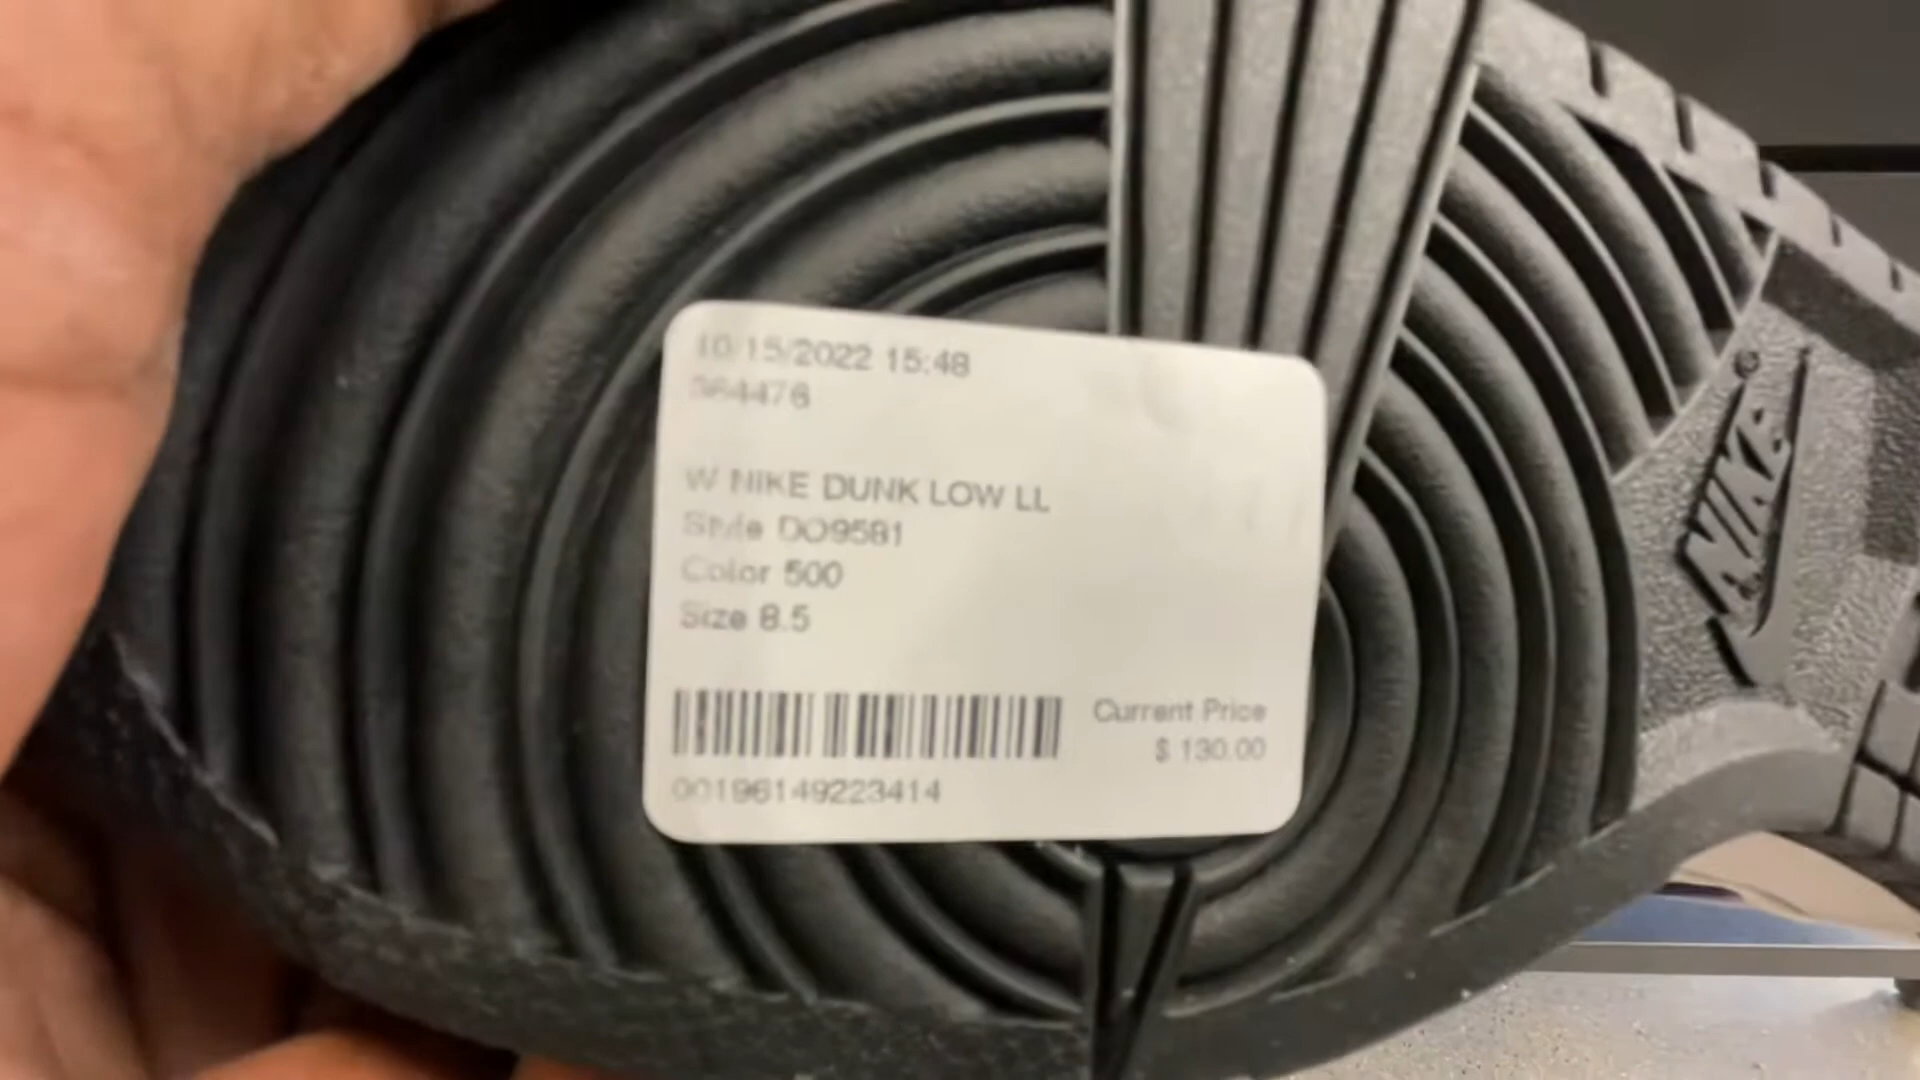 10/15/2022 15:48
364476
W NIKE DUNK LOW LL
Style DO9581
Color 500
Size 8.5
Current Price
$ 130.00
00196149223414
NIKE